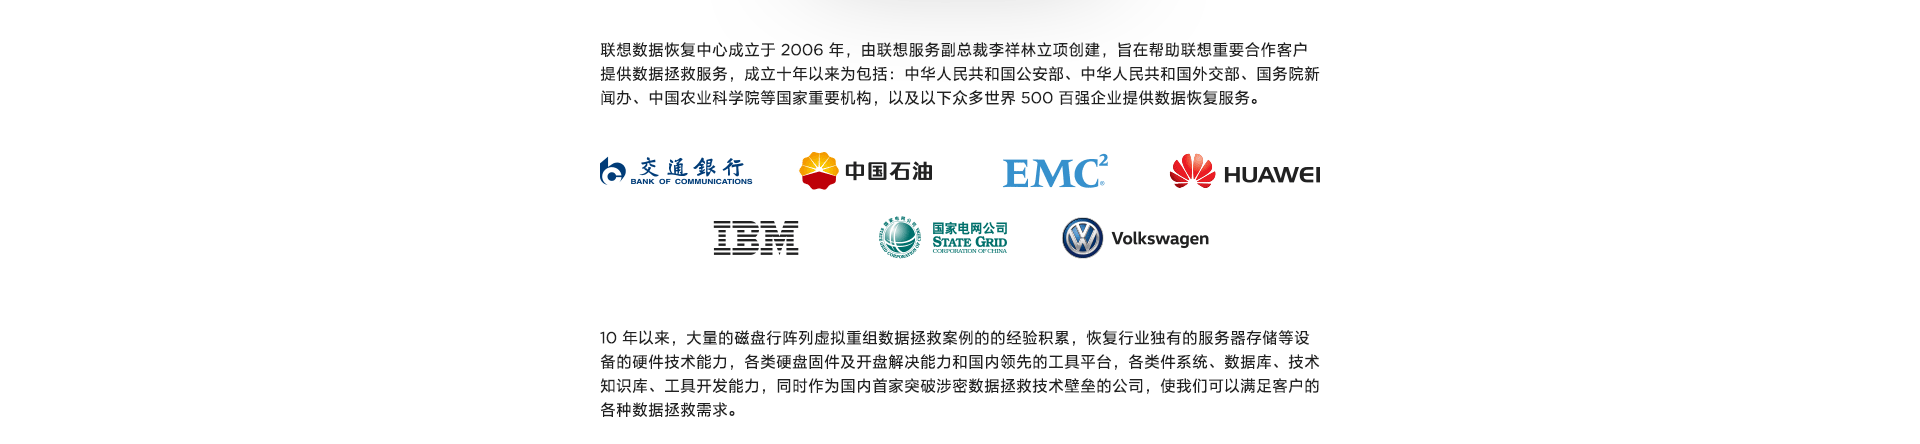 联想数据恢复中心成立于 2006 年，由联想服务副总裁李祥林立项创建，旨在帮助联想重要合作客户
提供数据拯救服务，成立十年以来为包括：中华人民共和国公安部、中华人民共和国外交部、国务院新
闻办、中国农业科学院等国家重要机构，以及以下众多世界 500 百强企业提供数据恢复服务。
交通銀行
BANK OF COMMUNICATIONS
中国石油
EMC²
HUAWEI
IBM
国家电网公司
STATE GRID
CORPORATION OF CHINA
Volkswagen
10 年以来，大量的磁盘行阵列虚拟重组数据拯救案例的的经验积累，恢复行业独有的服务器存储等设
备的硬件技术能力，各类硬盘固件及开盘解决能力和国内领先的工具平台，各类件系统、数据库、技术
知识库、工具开发能力，同时作为国内首家突破涉密数据拯救技术壁垒的公司，使我们可以满足客户的
各种数据拯救需求。